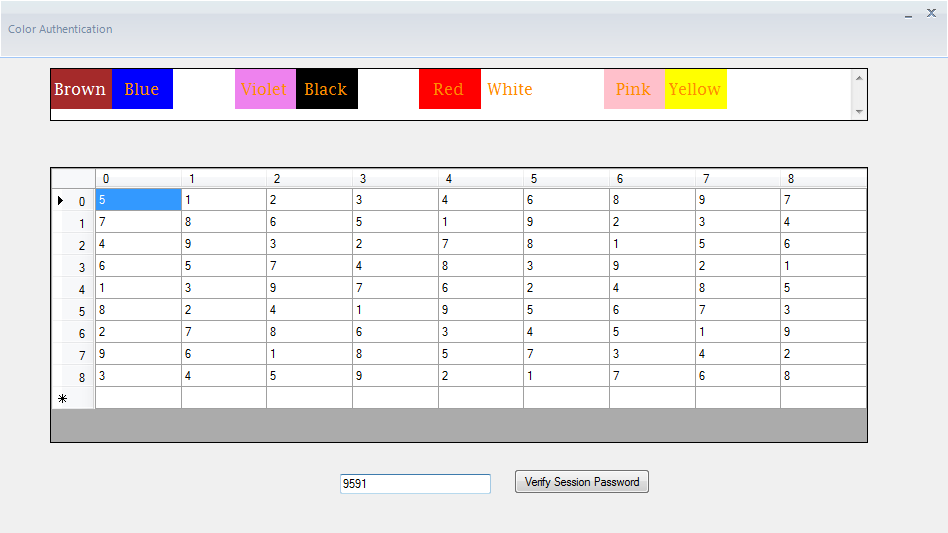 Color Authentication
Brown Blue Violet Black Red White Pink Yellow
0 1 2 3 4 5 6 7 8
0 5 1 2 3 4 6 8 9 7
1 7 8 6 5 1 9 2 3 4
2 4 9 3 2 7 8 1 5 6
3 6 5 7 4 8 3 9 2 1
4 1 3 9 7 6 2 4 8 5
5 8 2 4 1 9 5 6 7 3
6 2 7 8 6 3 4 5 1 9
7 9 6 1 8 5 7 3 4 2
8 3 4 5 9 2 1 7 6 8
9591 Verify Session Password